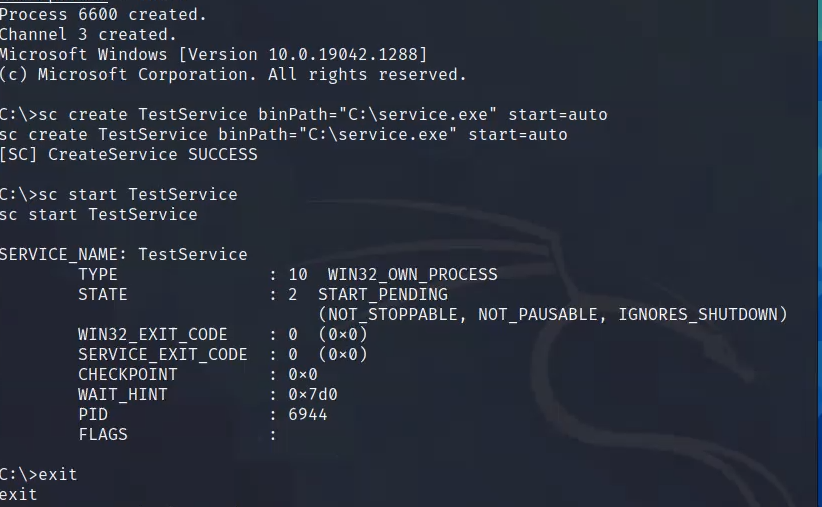 Process 6600 created.
Channel 3 created.
Microsoft Windows [Version 10.0.19042.1288]
(c) Microsoft Corporation. All rights reserved.
C:\>sc create TestService binPath="C:\service.exe" start=auto
sc create TestService binPath="C:\service.exe" start=auto
[SC] CreateService SUCCESS
C:\>sc start TestService
sc start TestService
SERVICE_NAME: TestService
TYPE : 10 WIN32_OWN_PROCESS
STATE : 2 START_PENDING
(NOT_STOPPABLE, NOT_PAUSABLE, IGNORES_SHUTDOWN)
WIN32_EXIT_CODE : 0 (0×0)
SERVICE_EXIT_CODE : 0 (0×0)
CHECKPOINT : 0×0
WAIT_HINT : 0×7d0
PID : 6944
FLAGS :
C:\>exit
exit